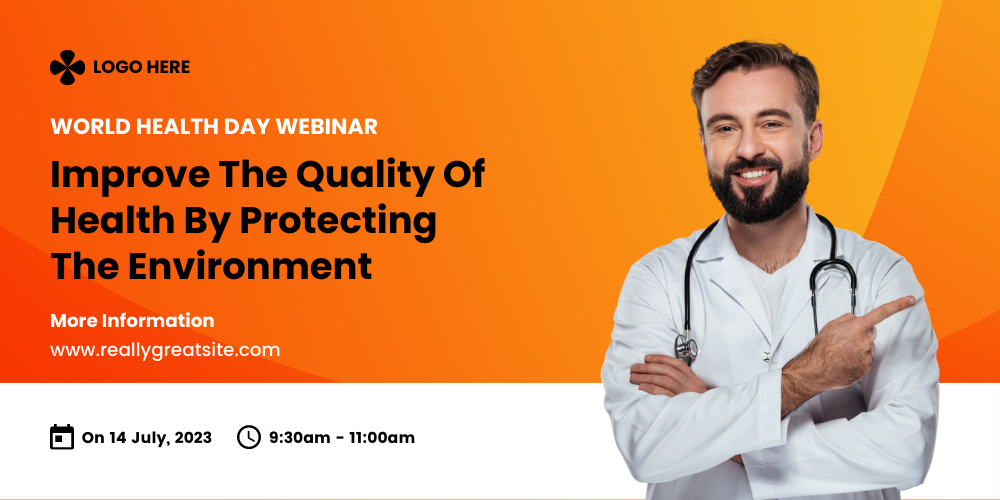 LOGO HERE
WORLD HEALTH DAY WEBINAR
Improve The Quality Of
Health By Protecting
The Environment
More Information
www.reallygreatsite.com
On 14 July, 2023
9:30am - 11:00am